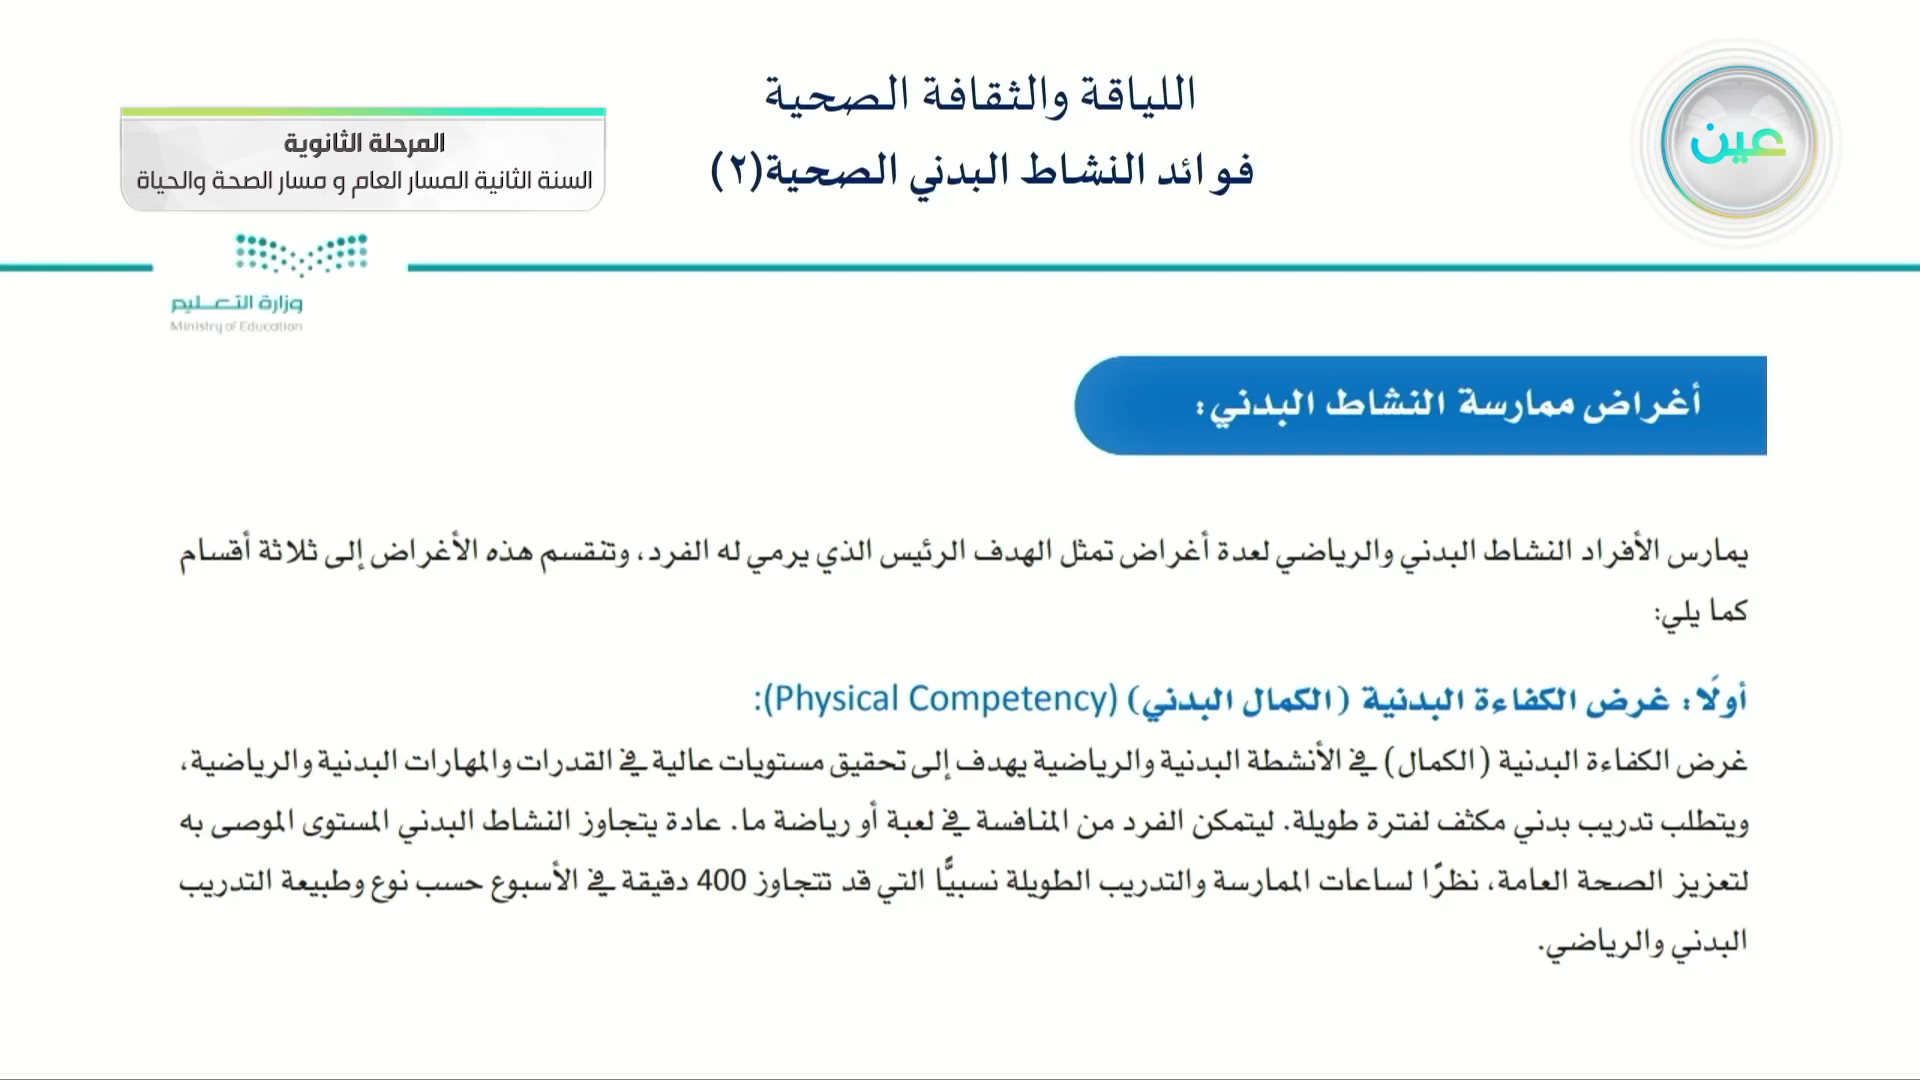 اللياقة والثقافة الصحية
فوائد النشاط البدني الصحية(٢)
عين
المرحلة الثانوية
السنة الثانية المسار العام و مسار الصحة والحياة
وزارة التعليم
Ministry of Education
أغراض ممارسة النشاط البدني:
يمارس الأفراد النشاط البدني والرياضي لعدة أغراض تمثل الهدف الرئيس الذي يرمي له الفرد، وتنقسم هذه الأغراض إلى ثلاثة أقسام
كما يلي:
أولًا: غرض الكفاءة البدنية (الكمال البدني) (Physical Competency):
غرض الكفاءة البدنية (الكمال) في الأنشطة البدنية والرياضية يهدف إلى تحقيق مستويات عالية في القدرات والمهارات البدنية والرياضية،
ويتطلب تدريب بدني مكثف لفترة طويلة. ليتمكن الفرد من المنافسة في لعبة أو رياضة ما. عادة يتجاوز النشاط البدني المستوى الموصى به
لتعزيز الصحة العامة، نظرًا لساعات الممارسة والتدريب الطويلة نسبيًّا التي قد تتجاوز 400 دقيقة في الأسبوع حسب نوع وطبيعة التدريب
البدني والرياضي.